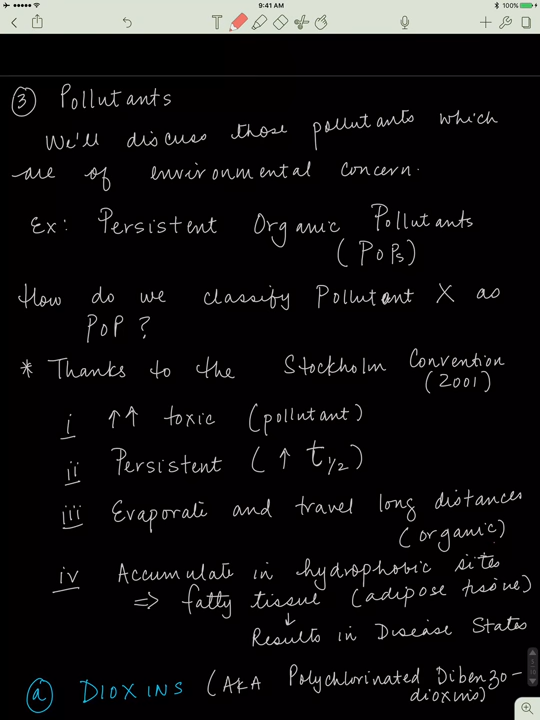 9:41 AM
100%
T
③ Pollutants
We'll discuss those pollutants which
are of environmental concern.
Ex: Persistent Organic Pollutants
(POPs)
How do we classify Pollutant X as
POP?
* Thanks to the Stockholm Convention
(2001)
i ↑↑ toxic (pollutant)
ii Persistent (↑ t1/2)
iii Evaporate and travel long distances
(organic)
iv Accumulate in hydrophobic sites
⇒ fatty tissue (adipose tissue)
↓
Results in Disease States
ⓐ DIOXINS (AKA Polychlorinated Dibenzo-
dioxins)